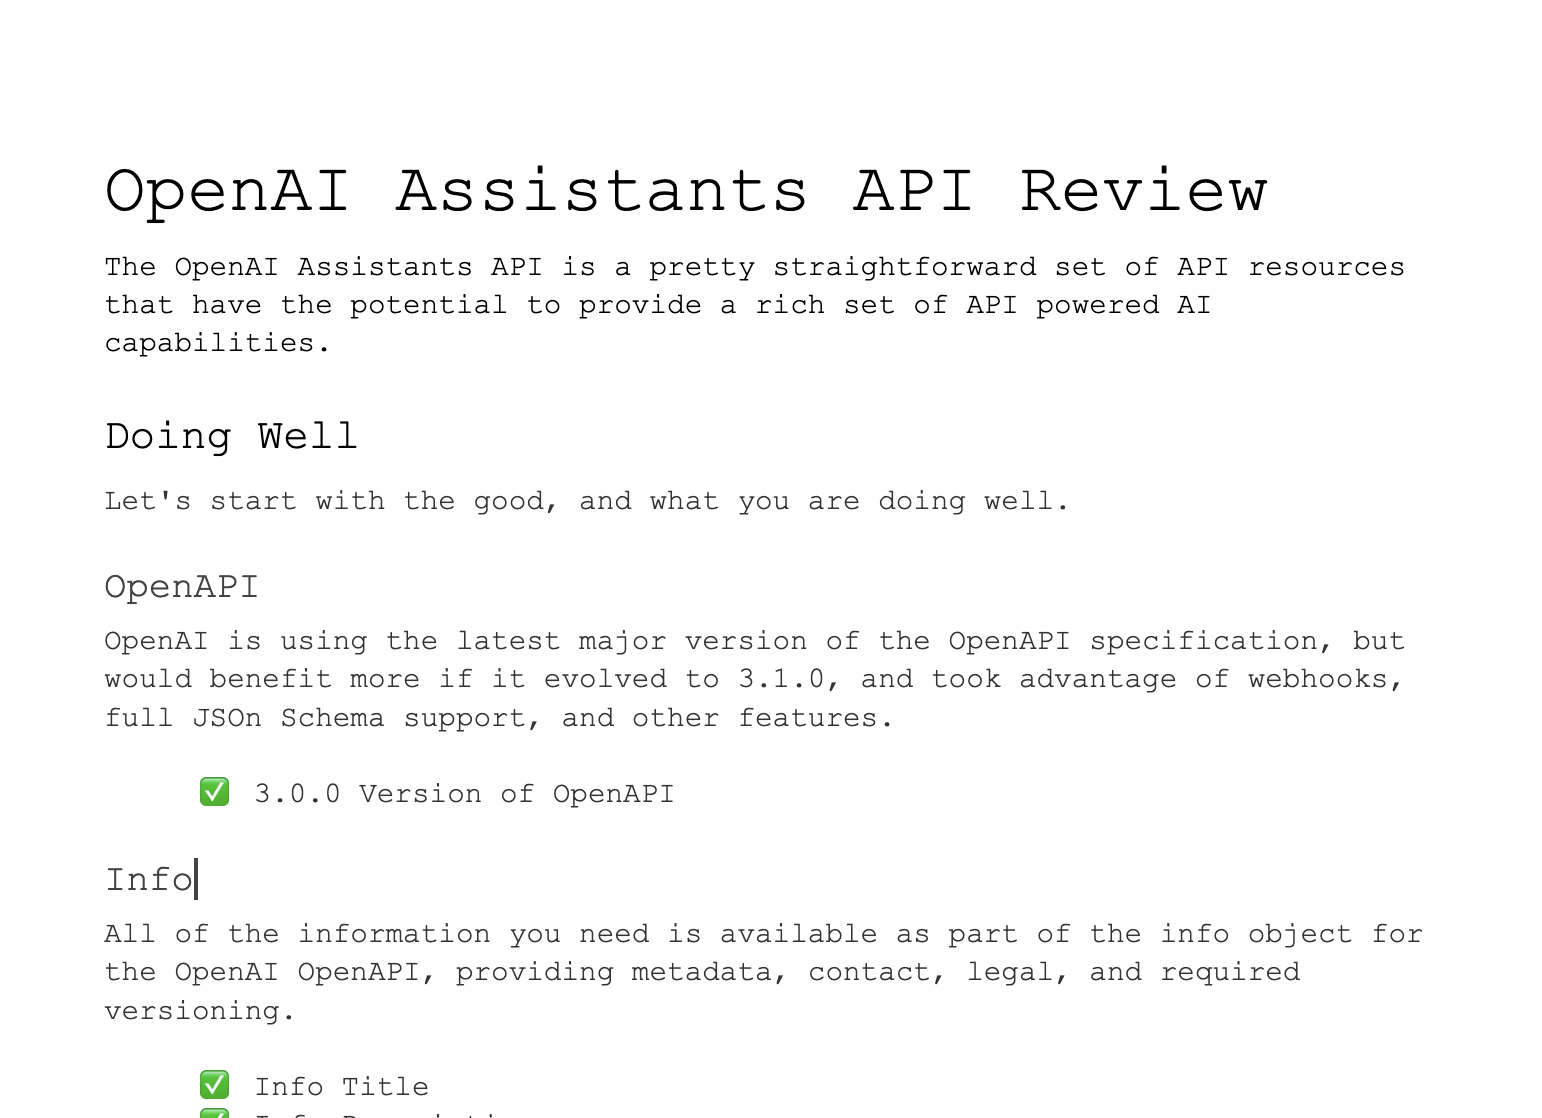 OpenAI Assistants API Review
The OpenAI Assistants API is a pretty straightforward set of API resources
that have the potential to provide a rich set of API powered AI
capabilities.
Doing Well
Let's start with the good, and what you are doing well.
OpenAPI
OpenAI is using the latest major version of the OpenAPI specification, but
would benefit more if it evolved to 3.1.0, and took advantage of webhooks,
full JSOn Schema support, and other features.
✅ 3.0.0 Version of OpenAPI
Info
All of the information you need is available as part of the info object for
the OpenAI OpenAPI, providing metadata, contact, legal, and required
versioning.
✅ Info Title
✅ Info